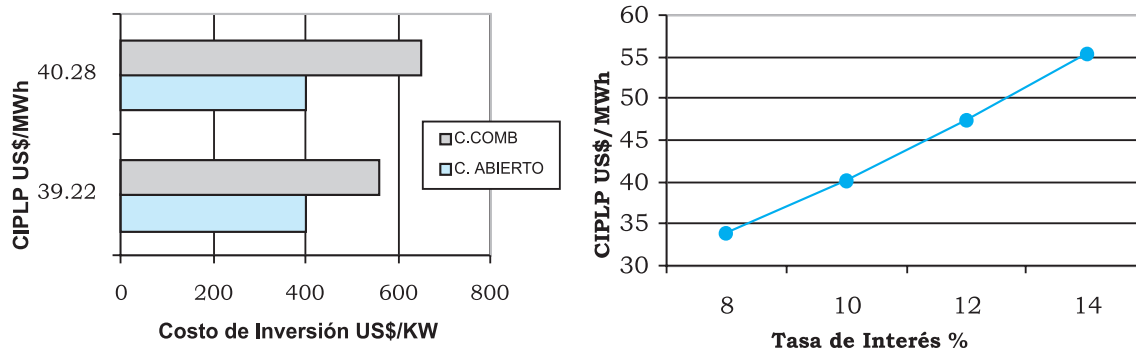 CIPLP US$/MWh
40.28
39.22
C.COMB
C. ABIERTO
0 200 400 600 800
Costo de Inversión US$/KW
CIPLP US$/MWh
60
55
50
45
40
35
30
8 10 12 14
Tasa de Interés %